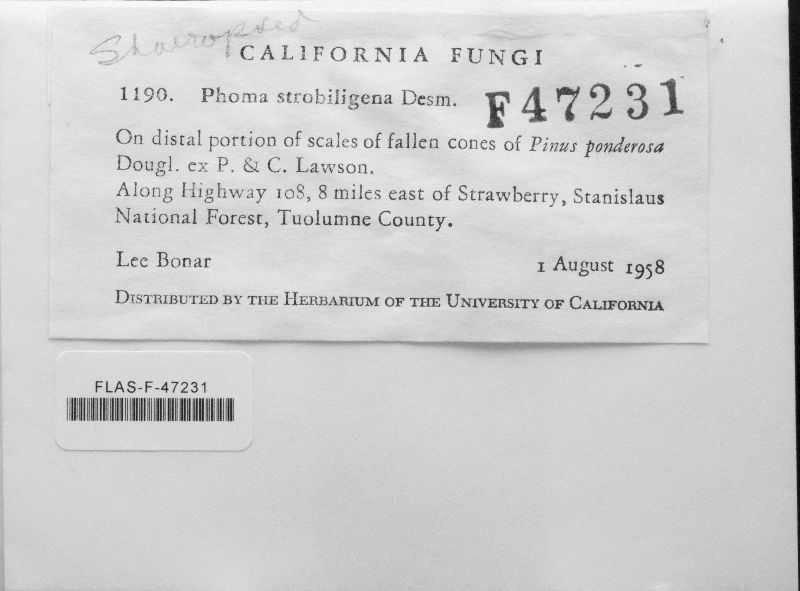 CALIFORNIA FUNGI
1190. Phoma strobiligena Desm.
F47231
On distal portion of scales of fallen cones of Pinus ponderosa
Dougl. ex P. & C. Lawson.
Along Highway 108, 8 miles east of Strawberry, Stanislaus
National Forest, Tuolumne County.
Lee Bonar
1 August 1958
DISTRIBUTED BY THE HERBARIUM OF THE UNIVERSITY OF CALIFORNIA
FLAS-F-47231